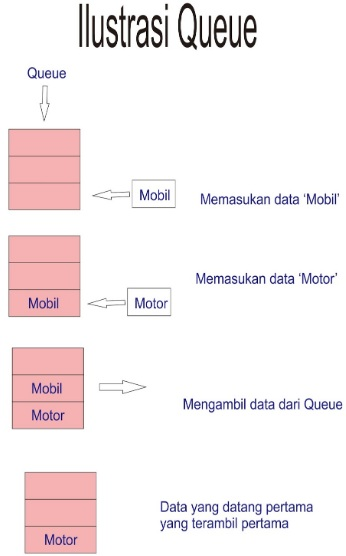 Ilustrasi Queue
Queue
Mobil
Memasukan data 'Mobil'
Memasukan data 'Motor'
Mobil
Motor
Mobil
Motor
Mengambil data dari Queue
Data yang datang pertama
yang terambil pertama
Motor